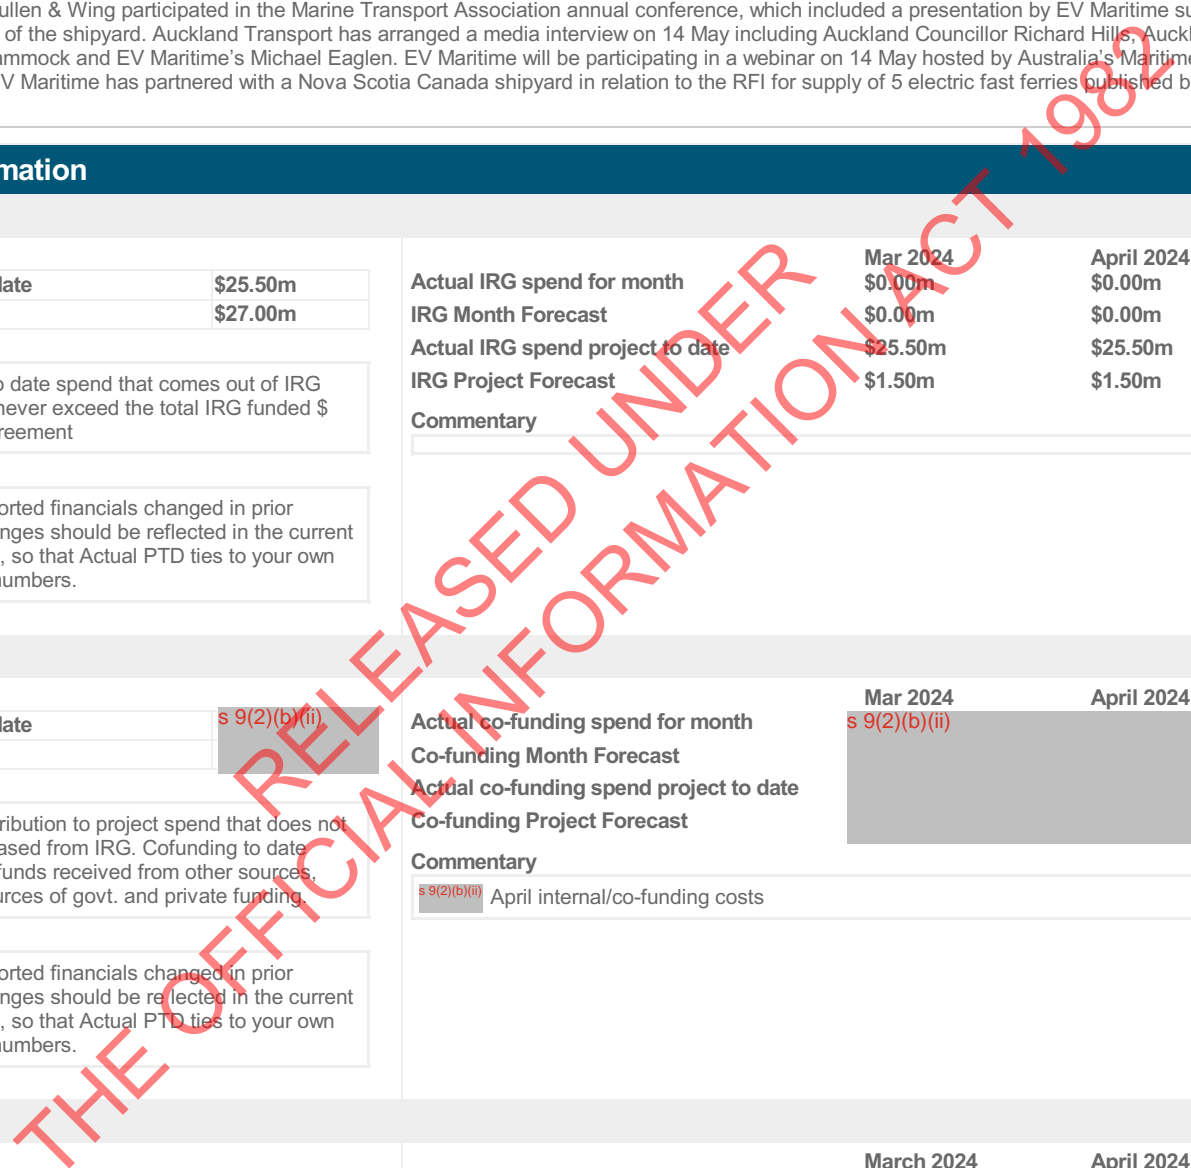 ullen & Wing participated in the Marine Transport Association annual conference, which included a presentation by EV Maritime su
of the shipyard. Auckland Transport has arranged a media interview on 14 May including Auckland Councillor Richard Hills, Auckl
ammock and EV Maritime's Michael Eaglen. EV Maritime will be participating in a webinar on 14 May hosted by Australia's Maritime
V Maritime has partnered with a Nova Scotia Canada shipyard in relation to the RFI for supply of 5 electric fast ferries published b
mation
late $25.50m
$27.00m
o date spend that comes out of IRG
never exceed the total IRG funded $
reement
orted financials changed in prior
nges should be reflected in the current
, so that Actual PTD ties to your own
numbers.
Mar 2024 April 2024
Actual IRG spend for month $0.00m $0.00m
IRG Month Forecast $0.00m $0.00m
Actual IRG spend project to date $25.50m $25.50m
IRG Project Forecast $1.50m $1.50m
Commentary
late s 9(2)(b)(ii)
ribution to project spend that does not
ased from IRG. Cofunding to date
funds received from other sources,
urces of govt. and private funding.
orted financials changed in prior
nges should be re lected in the current
, so that Actual PTD ties to your own
numbers.
Mar 2024 April 2024
Actual co-funding spend for month s 9(2)(b)(ii)
Co-funding Month Forecast
Actual co-funding spend project to date
Co-funding Project Forecast
Commentary
s 9(2)(b)(ii) April internal/co-funding costs
March 2024 April 2024
RELEASED UNDER
THE OFFICIAL INFORMATION ACT 1982